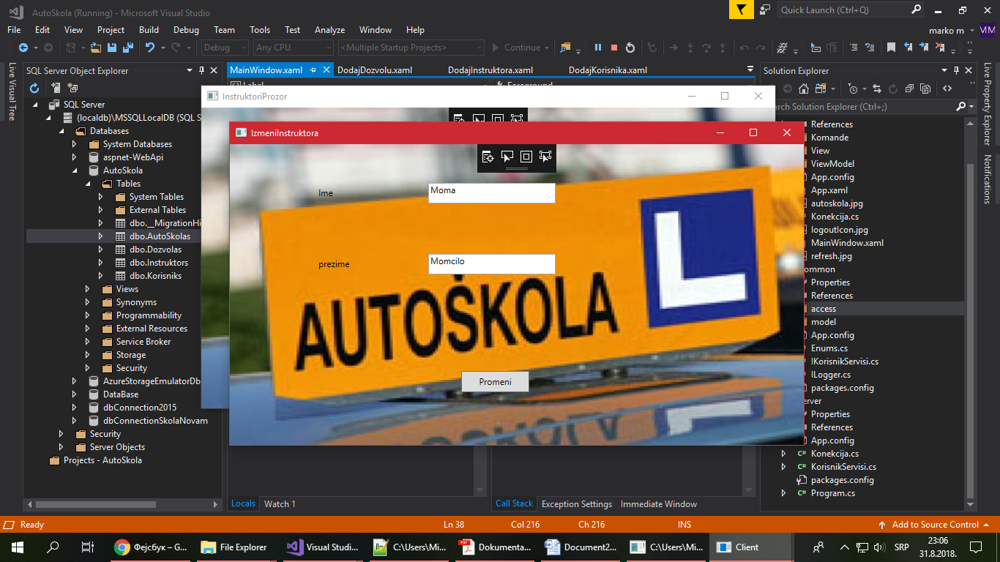 AutoSkola (Running) - Microsoft Visual Studio
Quick Launch (Ctrl+Q)
File Edit View Project Build Debug Team Tools Test Analyze Window Help
marko m
MM
Debug Any CPU <Multiple Startup Projects> Continue
Live Visual Tree
SQL Server Object Explorer
SQL Server
(localdb)\MSSQLLocalDB (SQL S
Databases
System Databases
aspnet-WebApi
AutoSkola
Tables
System Tables
External Tables
dbo.__MigrationHi
dbo.AutoSkolas
dbo.Dozvolas
dbo.Instruktors
dbo.Korisniks
Views
Synonyms
Programmability
External Resources
Service Broker
Storage
Security
AzureStorageEmulatorDb
DataBase
dbConnection2015
dbConnectionSkolaNovam
Security
Server Objects
Projects - AutoSkola
MainWindow.xaml DodajDozvolu.xaml DodajInstruktora.xaml DodajKorisnika.xaml
Label Foreground
InstruktoriProzor
IzmeniInstruktora
Ime Moma
prezime Momcilo
AUTOŠKOLA L
Promeni
Locals Watch 1
Call Stack Exception Settings Immediate Window
Solution Explorer
arch Solution Explorer (Ctrl+;)
References
Komande
View
ViewModel
App.config
App.xaml
autoskola.jpg
Konekcija.cs
logoutIcon.jpg
MainWindow.xaml
refresh.jpg
ommon
Properties
References
access
model
App.config
Enums.cs
IKorisnikServisi.cs
ILogger.cs
packages.config
erver
Properties
References
App.config
C# Konekcija.cs
C# KorisnikServisi.cs
packages.config
C# Program.cs
Live Property Explorer
Notifications
Ready Ln 38 Col 216 Ch 216 INS Add to Source Control
Фејсбук – G... File Explorer Visual Studi... C:\Users\Mi... Dokumenta... Document2... C:\Users\Mi... Client
SRP
23:06
31.8.2018.